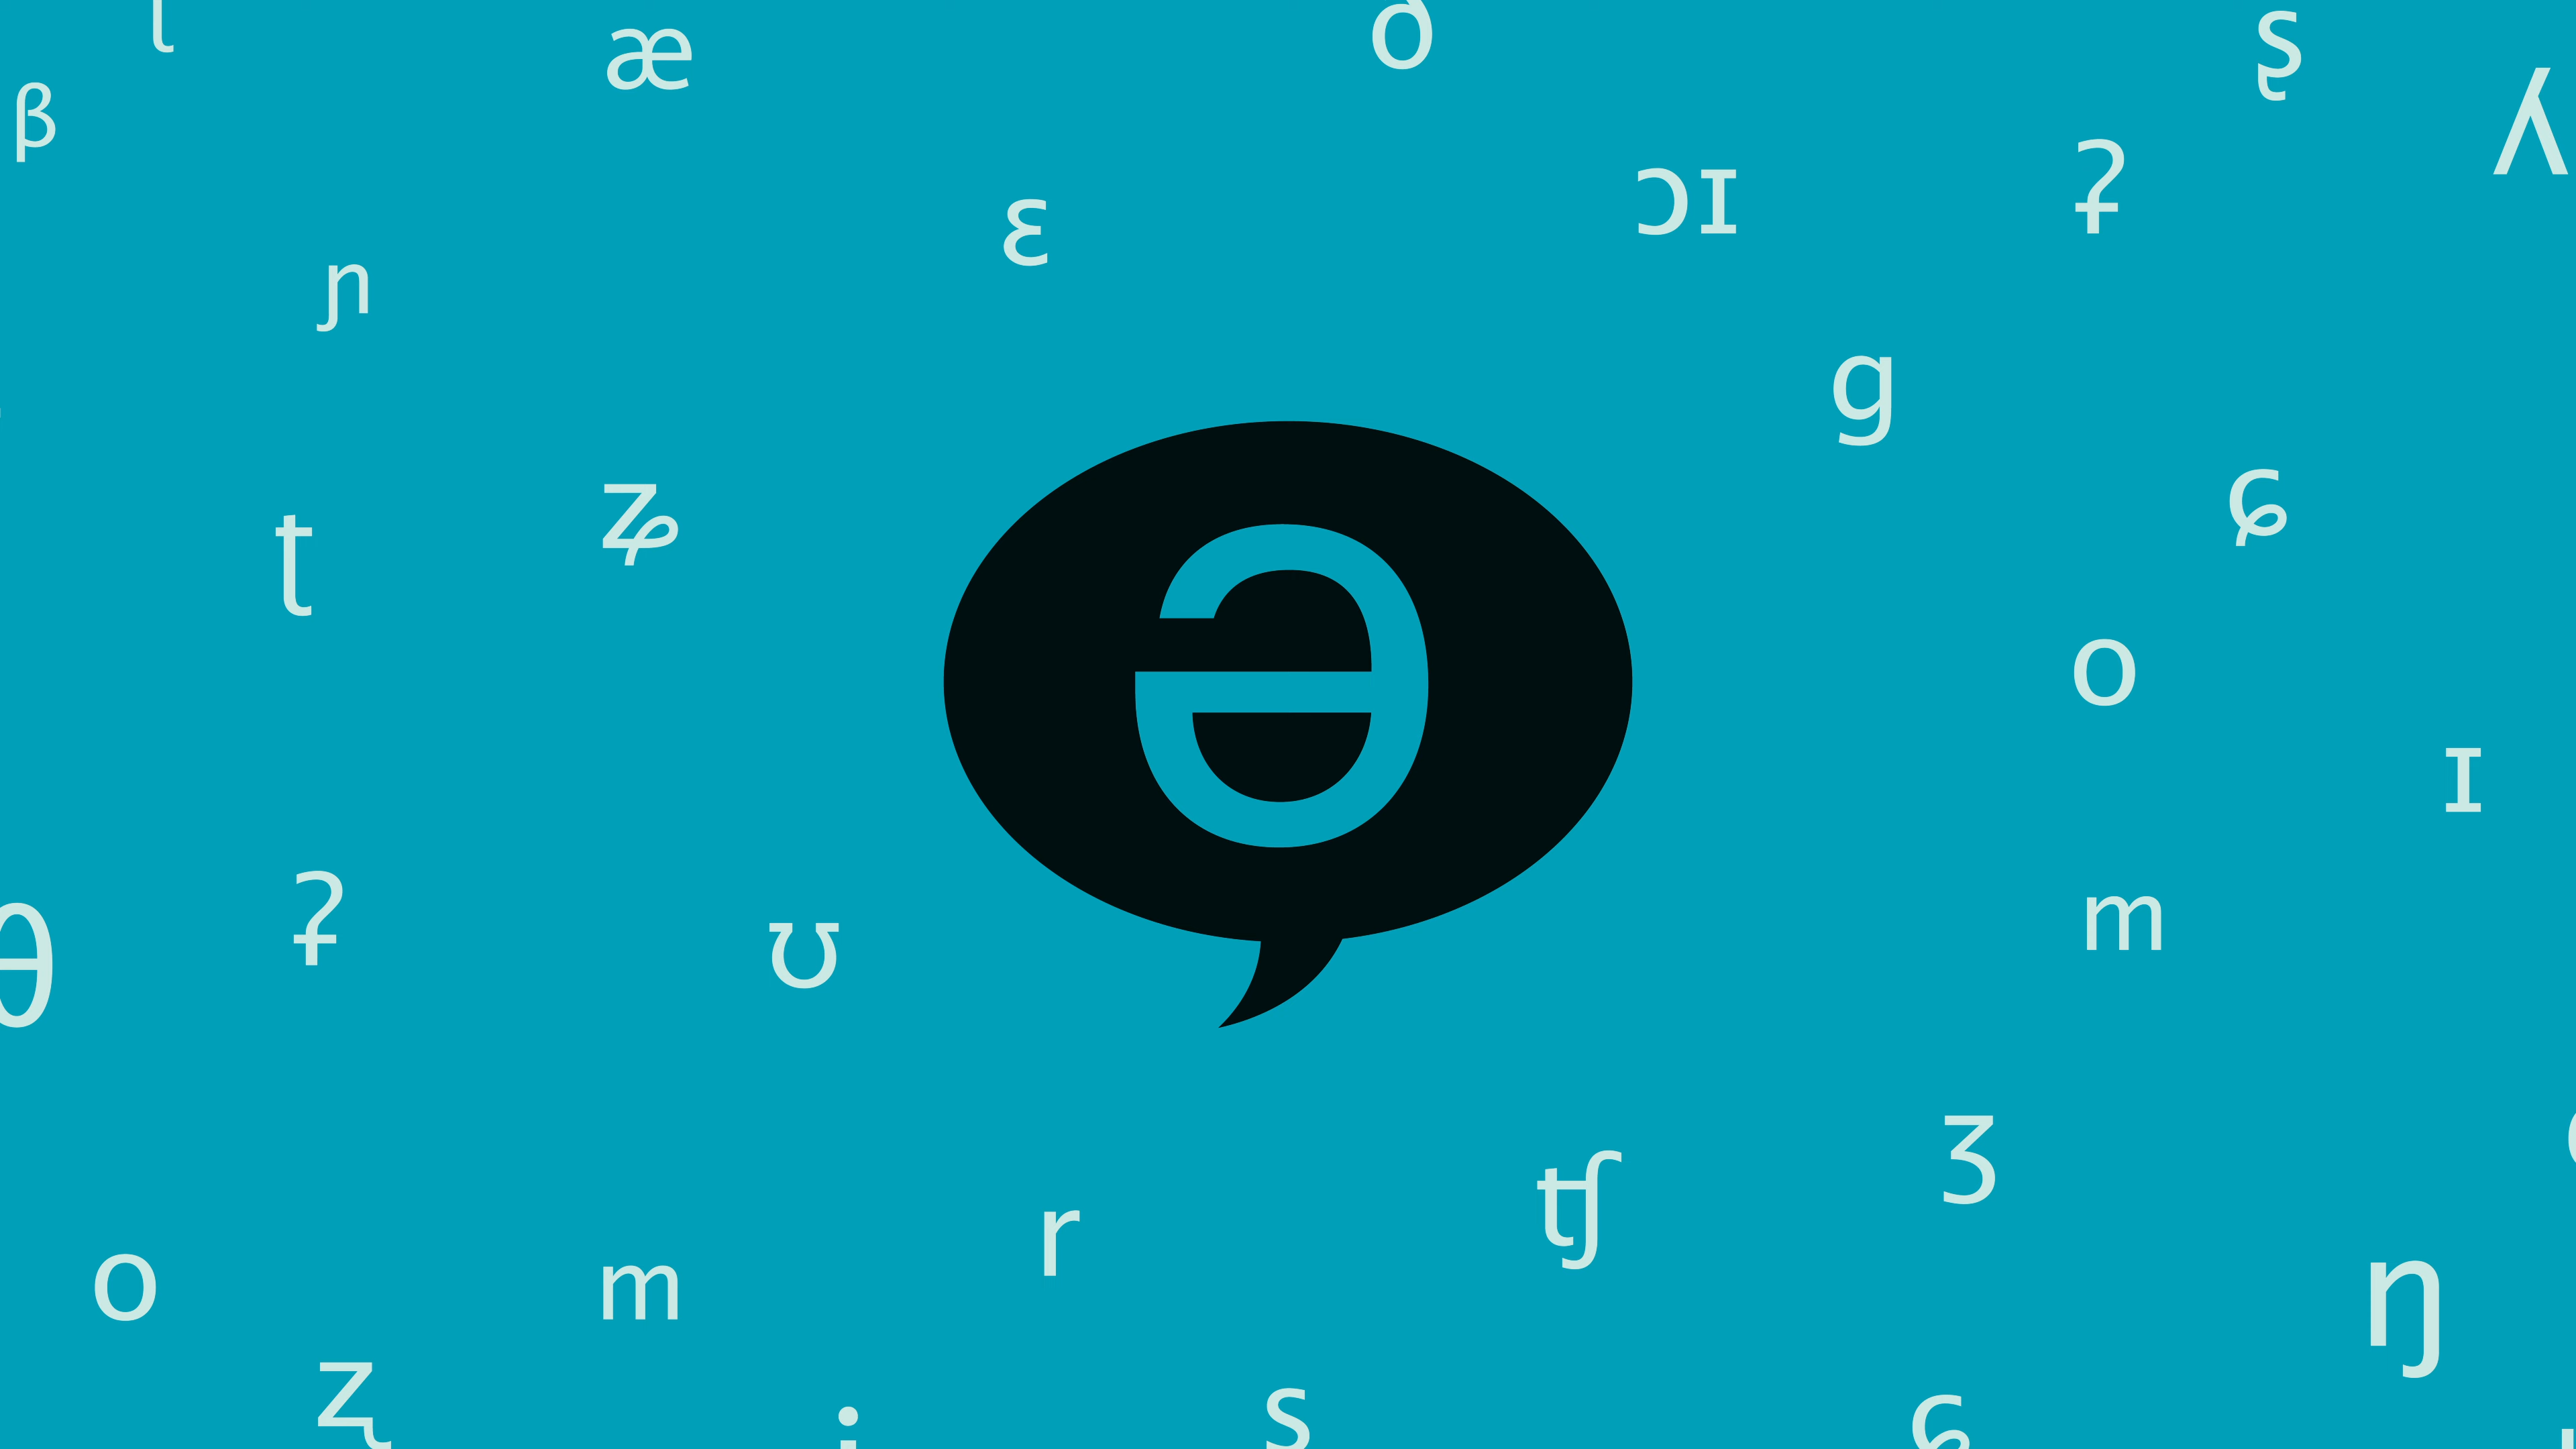 æ
ð
ʂ
β
ʎ
ɔɪ
ʡ
ɛ
ɲ
g
ʑ
ɕ
ʈ
ə
o
ɪ
ʡ
m
θ
ʊ
ʒ
ʧ
r
o
m
ŋ
ʐ
s
ɕ